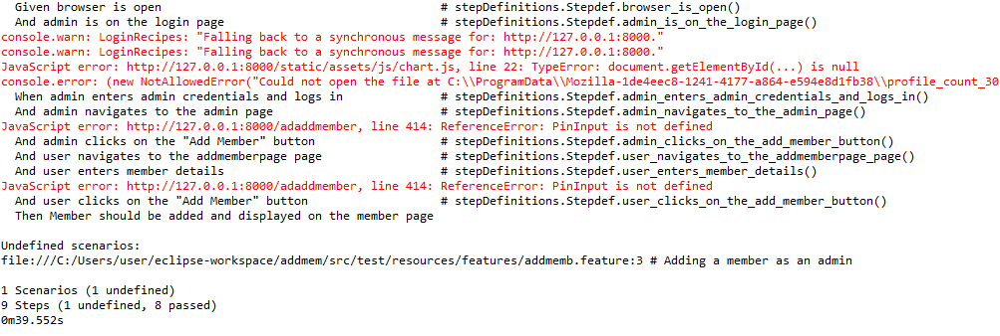 Given browser is open # stepDefinitions.Stepdef.browser_is_open()
And admin is on the login page # stepDefinitions.Stepdef.admin_is_on_the_login_page()
console.warn: LoginRecipes: "Falling back to a synchronous message for: http://127.0.0.1:8000."
console.warn: LoginRecipes: "Falling back to a synchronous message for: http://127.0.0.1:8000."
JavaScript error: http://127.0.0.1:8000/static/assets/js/chart.js, line 22: TypeError: document.getElementById(...) is null
console.error: (new NotAllowedError("Could not open the file at C:\\ProgramData\\Mozilla-1de4eec8-1241-4177-a864-e594e8d1fb38\\profile_count_30
When admin enters admin credentials and logs in # stepDefinitions.Stepdef.admin_enters_admin_credentials_and_logs_in()
And admin navigates to the admin page # stepDefinitions.Stepdef.admin_navigates_to_the_admin_page()
JavaScript error: http://127.0.0.1:8000/adaddmember, line 414: ReferenceError: PinInput is not defined
And admin clicks on the "Add Member" button # stepDefinitions.Stepdef.admin_clicks_on_the_add_member_button()
And user navigates to the addmemberpage page # stepDefinitions.Stepdef.user_navigates_to_the_addmemberpage_page()
And user enters member details # stepDefinitions.Stepdef.user_enters_member_details()
JavaScript error: http://127.0.0.1:8000/adaddmember, line 414: ReferenceError: PinInput is not defined
And user clicks on the "Add Member" button # stepDefinitions.Stepdef.user_clicks_on_the_add_member_button()
Then Member should be added and displayed on the member page
Undefined scenarios:
file:///C:/Users/user/eclipse-workspace/addmem/src/test/resources/features/addmemb.feature:3 # Adding a member as an admin
1 Scenarios (1 undefined)
9 Steps (1 undefined, 8 passed)
0m39.552s